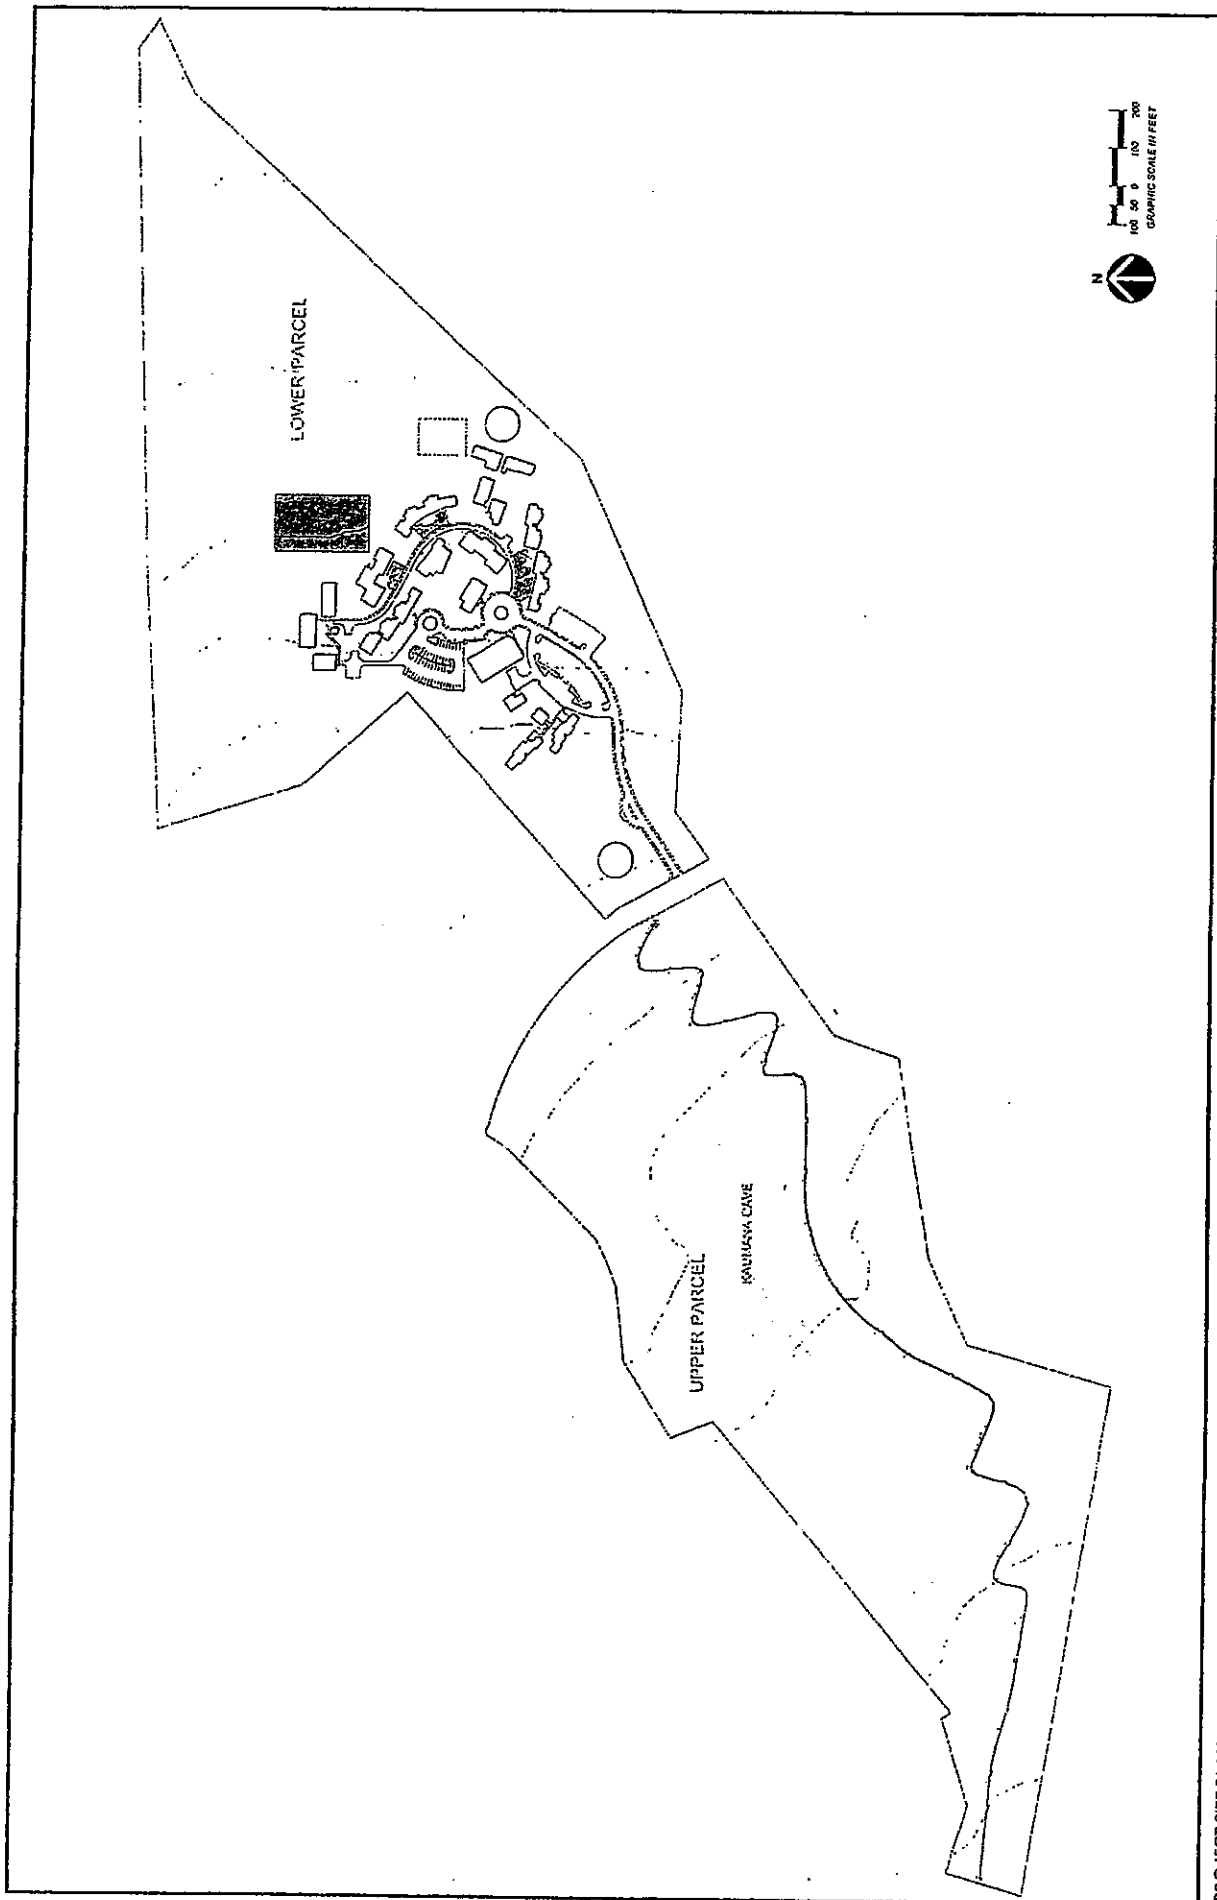 LOWER PARCEL
UPPER PARCEL
KAUMANA CAVE
N
100 50 0 100 200
GRAPHIC SCALE IN FEET